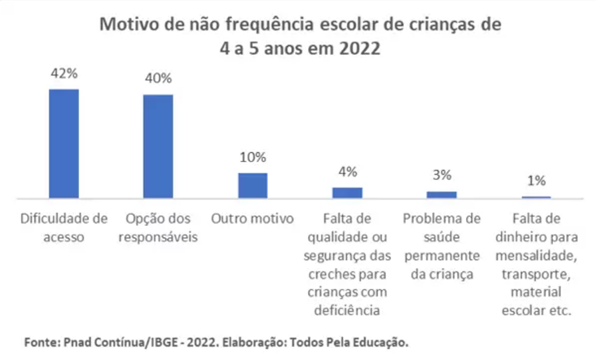 Motivo de não frequência escolar de crianças de
4 a 5 anos em 2022
42%
40%
10%
4%
3%
1%
Dificuldade de
acesso
Opção dos
responsáveis
Outro motivo
Falta de
qualidade ou
segurança das
creches para
crianças com
deficiência
Problema de
saúde
permanente
da criança
Falta de
dinheiro para
mensalidade,
transporte,
material
escolar etc.
Fonte: Pnad Contínua/IBGE - 2022. Elaboração: Todos Pela Educação.